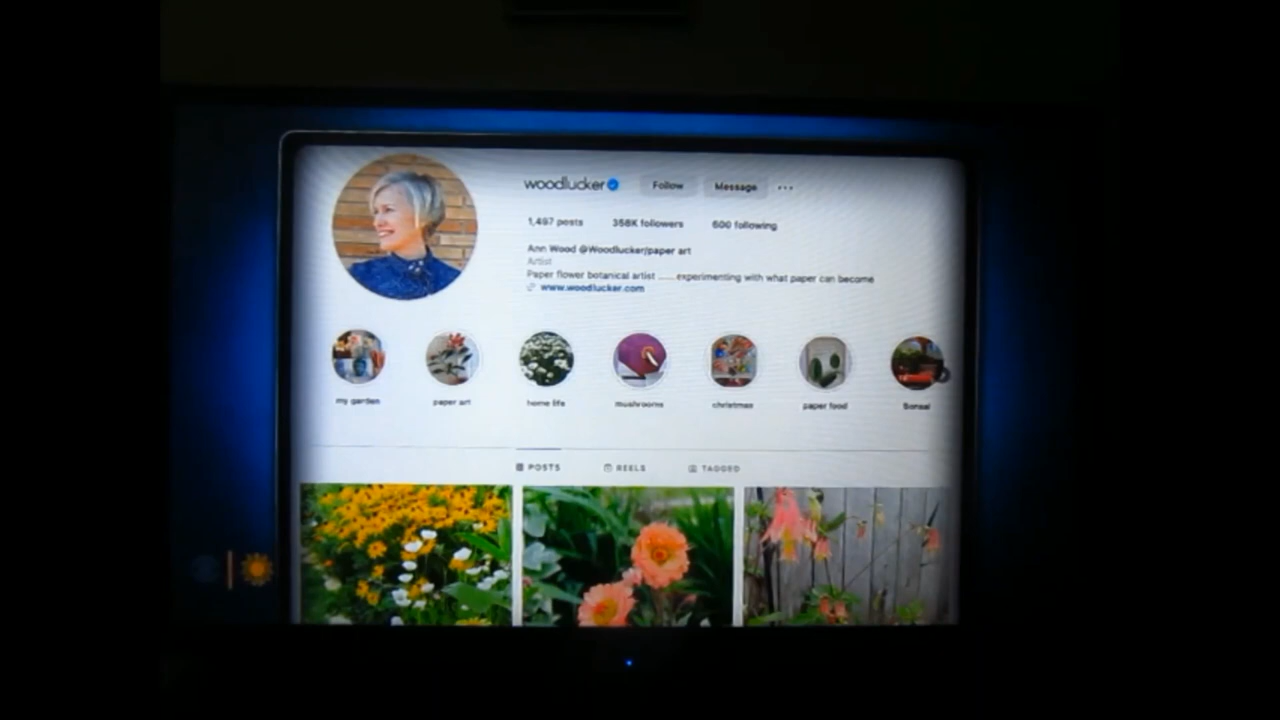 woodlucker Follow Message ...
1,497 posts 358K followers 600 following
Ann Wood @Woodlucker/paper art
Artist
Paper flower botanical artist ......experimenting with what paper can become
www.woodlucker.com
my garden paper art home life mushrooms christmas paper food Bonsai
POSTS REELS TAGGED